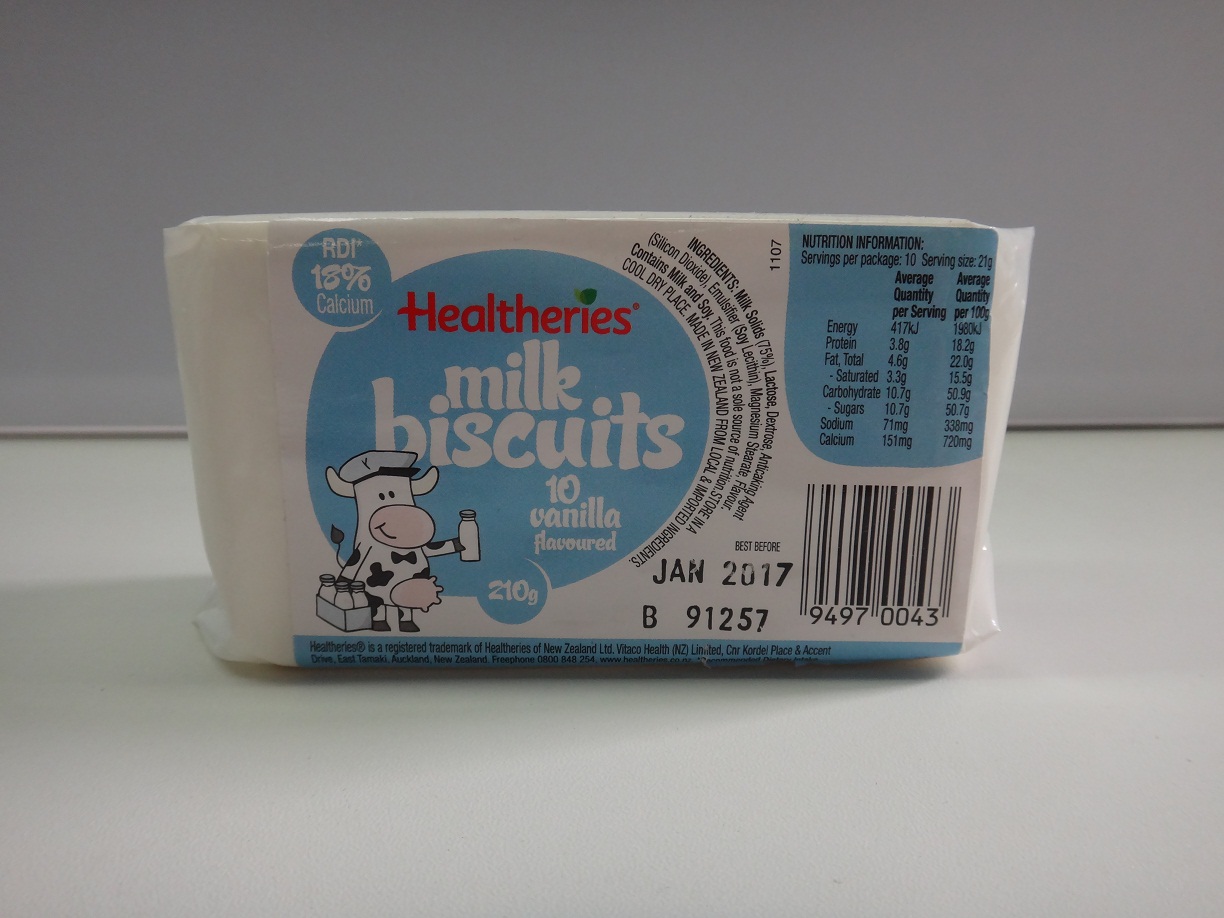 RDI*
18%
Calcium
Healtheries®
milk
biscuits
10
vanilla
flavoured
210g
INGREDIENTS: Milk Solids (75%), Lactose, Dextrose, Anticaking Agent
(Silicon Dioxide), Emulsifier (Soy Lecithin), Magnesium Stearate, Flavour.
Contains Milk and Soy. This food is not a sole source of nutrition. STORE IN A
COOL DRY PLACE. MADE IN NEW ZEALAND FROM LOCAL & IMPORTED INGREDIENTS.
1107
NUTRITION INFORMATION:
Servings per package: 10 Serving size: 21g
Average Average
Quantity Quantity
per Serving per 100g
Energy 417kJ 1980kJ
Protein 3.8g 18.2g
Fat, Total 4.6g 22.0g
- Saturated 3.3g 15.5g
Carbohydrate 10.7g 50.9g
- Sugars 10.7g 50.7g
Sodium 71mg 338mg
Calcium 151mg 720mg
BEST BEFORE
JAN 2017
B 91257
9497 0043
Healtheries® is a registered trademark of Healtheries of New Zealand Ltd. Vitaco Health (NZ) Limited, Cnr Kordel Place & Accent
Drive, East Tamaki, Auckland, New Zealand. Freephone 0800 848 254, www.healtheries.co.nz *Recommended Dietary Intake